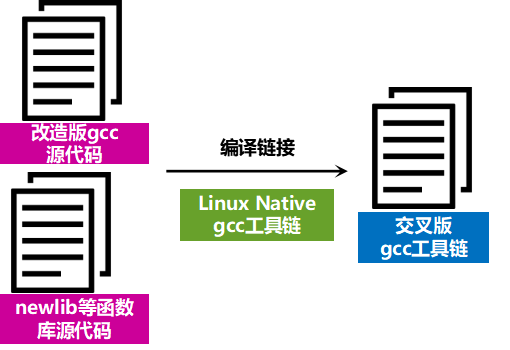 改造版gcc
源代码
编译链接
Linux Native
gcc工具链
交叉版
gcc工具链
newlib等函数
库源代码